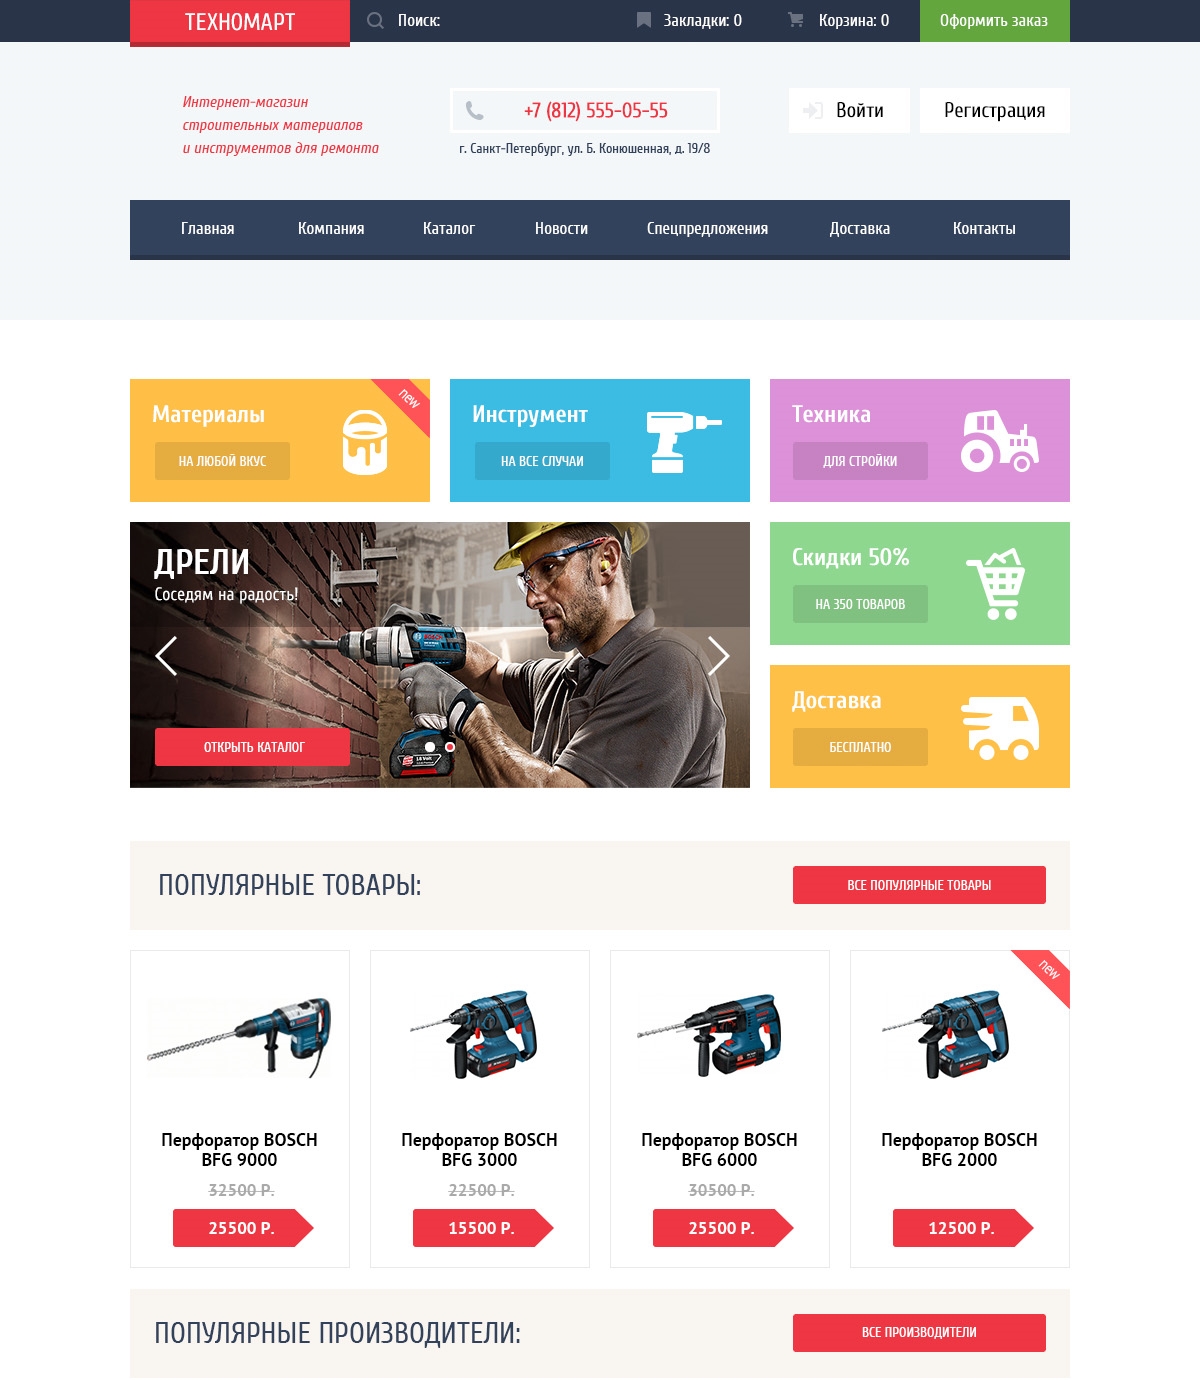 ТЕХНОМАРТ
Поиск:
Закладки: 0
Корзина: 0
Оформить заказ
Интернет-магазин
строительных материалов
и инструментов для ремонта
+7 (812) 555-05-55
г. Санкт-Петербург, ул. Б. Конюшенная, д. 19/8
Войти
Регистрация
Главная
Компания
Каталог
Новости
Спецпредложения
Доставка
Контакты
Материалы
НА ЛЮБОЙ ВКУС
new
Инструмент
НА ВСЕ СЛУЧАИ
Техника
ДЛЯ СТРОЙКИ
ДРЕЛИ
Соседям на радость!
ОТКРЫТЬ КАТАЛОГ
Скидки 50%
НА 350 ТОВАРОВ
Доставка
БЕСПЛАТНО
ПОПУЛЯРНЫЕ ТОВАРЫ:
ВСЕ ПОПУЛЯРНЫЕ ТОВАРЫ
Перфоратор BOSCH
BFG 9000
32500 Р.
25500 Р.
Перфоратор BOSCH
BFG 3000
22500 Р.
15500 Р.
Перфоратор BOSCH
BFG 6000
30500 Р.
25500 Р.
new
Перфоратор BOSCH
BFG 2000
12500 Р.
ПОПУЛЯРНЫЕ ПРОИЗВОДИТЕЛИ:
ВСЕ ПРОИЗВОДИТЕЛИ